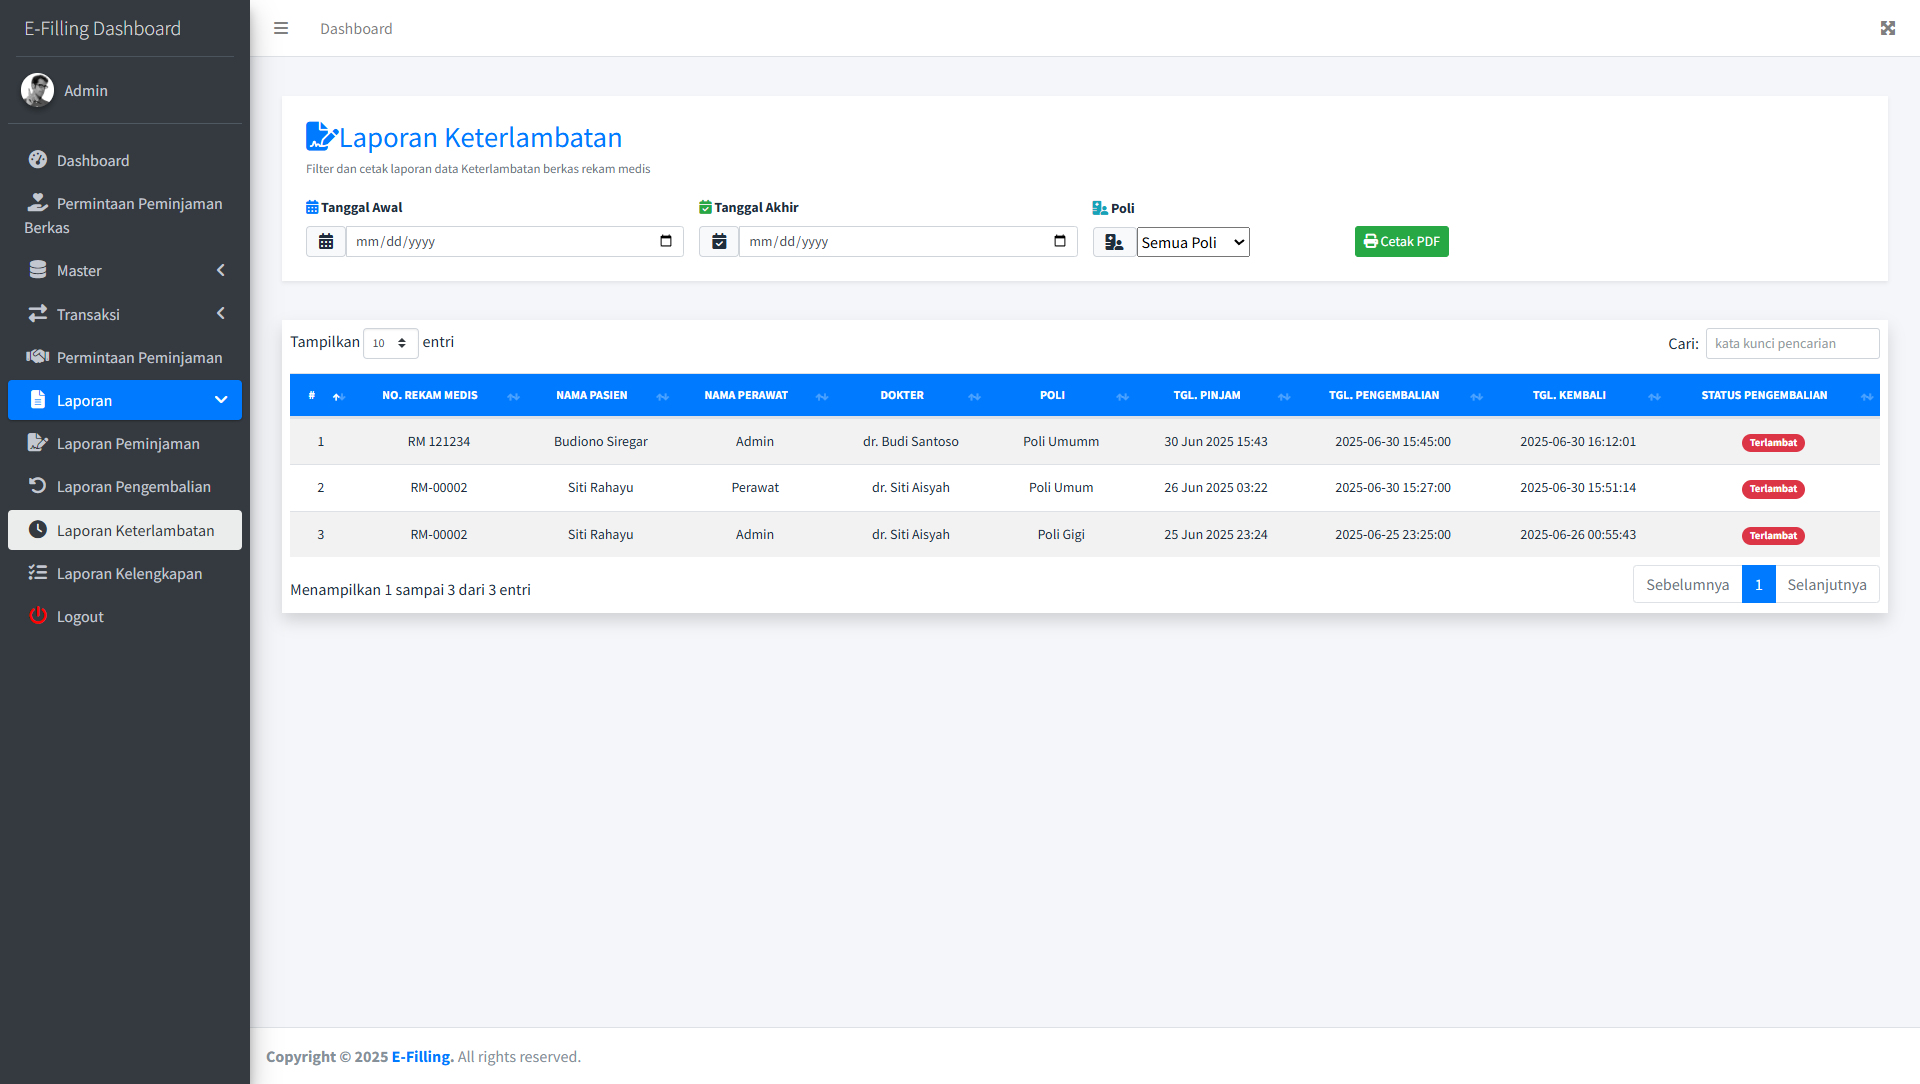 E-Filling Dashboard
Admin
Dashboard
Permintaan Peminjaman
Berkas
Master
Transaksi
Permintaan Peminjaman
Laporan
Laporan Peminjaman
Laporan Pengembalian
Laporan Keterlambatan
Laporan Kelengkapan
Logout
Dashboard
Laporan Keterlambatan
Filter dan cetak laporan data Keterlambatan berkas rekam medis
Tanggal Awal Tanggal Akhir Poli
mm/dd/yyyy mm/dd/yyyy Semua Poli Cetak PDF
Tampilkan 10 entri Cari: kata kunci pencarian
# NO. REKAM MEDIS NAMA PASIEN NAMA PERAWAT DOKTER POLI TGL. PINJAM TGL. PENGEMBALIAN TGL. KEMBALI STATUS PENGEMBALIAN
1 RM 121234 Budiono Siregar Admin dr. Budi Santoso Poli Umumm 30 Jun 2025 15:43 2025-06-30 15:45:00 2025-06-30 16:12:01 Terlambat
2 RM-00002 Siti Rahayu Perawat dr. Siti Aisyah Poli Umum 26 Jun 2025 03:22 2025-06-30 15:27:00 2025-06-30 15:51:14 Terlambat
3 RM-00002 Siti Rahayu Admin dr. Siti Aisyah Poli Gigi 25 Jun 2025 23:24 2025-06-25 23:25:00 2025-06-26 00:55:43 Terlambat
Menampilkan 1 sampai 3 dari 3 entri Sebelumnya 1 Selanjutnya
Copyright © 2025 E-Filling. All rights reserved.